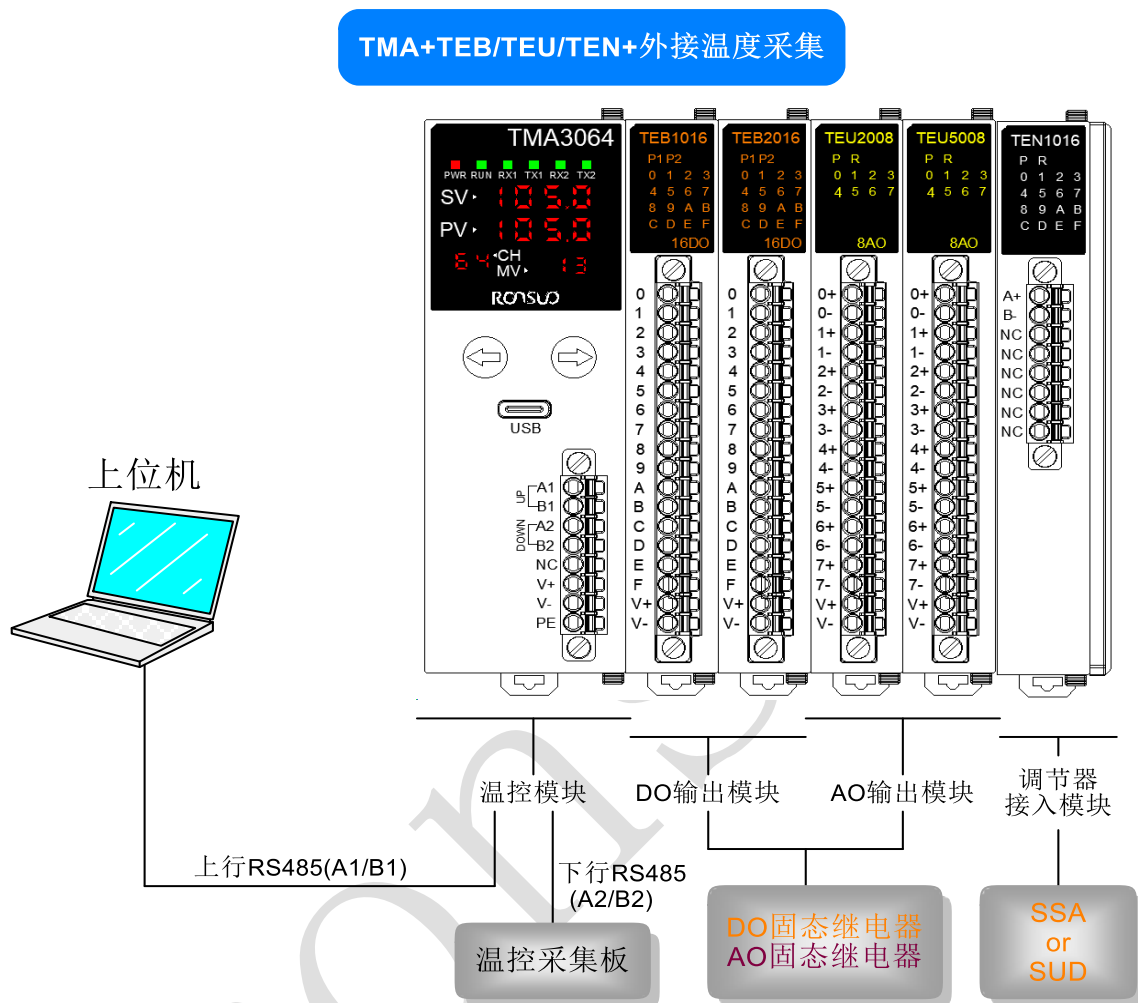 TMA+TEB/TEU/TEN+外接温度采集
TMA3064
PWR RUN RX1 TX1 RX2 TX2
SV 105.0
PV 105.0
64 CH
MV 13
RONSUO
USB
UP A1
B1
DOWN A2
B2
NC
V+
V-
PE
TEB1016
P1 P2
0 1 2 3
4 5 6 7
8 9 A B
C D E F
16DO
0
1
2
3
4
5
6
7
8
9
A
B
C
D
E
F
V+
V-
TEB2016
P1 P2
0 1 2 3
4 5 6 7
8 9 A B
C D E F
16DO
0
1
2
3
4
5
6
7
8
9
A
B
C
D
E
F
V+
V-
TEU2008
P R
0 1 2 3
4 5 6 7
8AO
0+
0-
1+
1-
2+
2-
3+
3-
4+
4-
5+
5-
6+
6-
7+
7-
V+
V-
TEU5008
P R
0 1 2 3
4 5 6 7
8AO
0+
0-
1+
1-
2+
2-
3+
3-
4+
4-
5+
5-
6+
6-
7+
7-
V+
V-
TEN1016
P R
0 1 2 3
4 5 6 7
8 9 A B
C D E F
A+
B-
NC
NC
NC
NC
NC
NC
上位机
温控模块
DO输出模块
AO输出模块
调节器
接入模块
上行RS485(A1/B1)
下行RS485
(A2/B2)
温控采集板
DO固态继电器
AO固态继电器
SSA
or
SUD